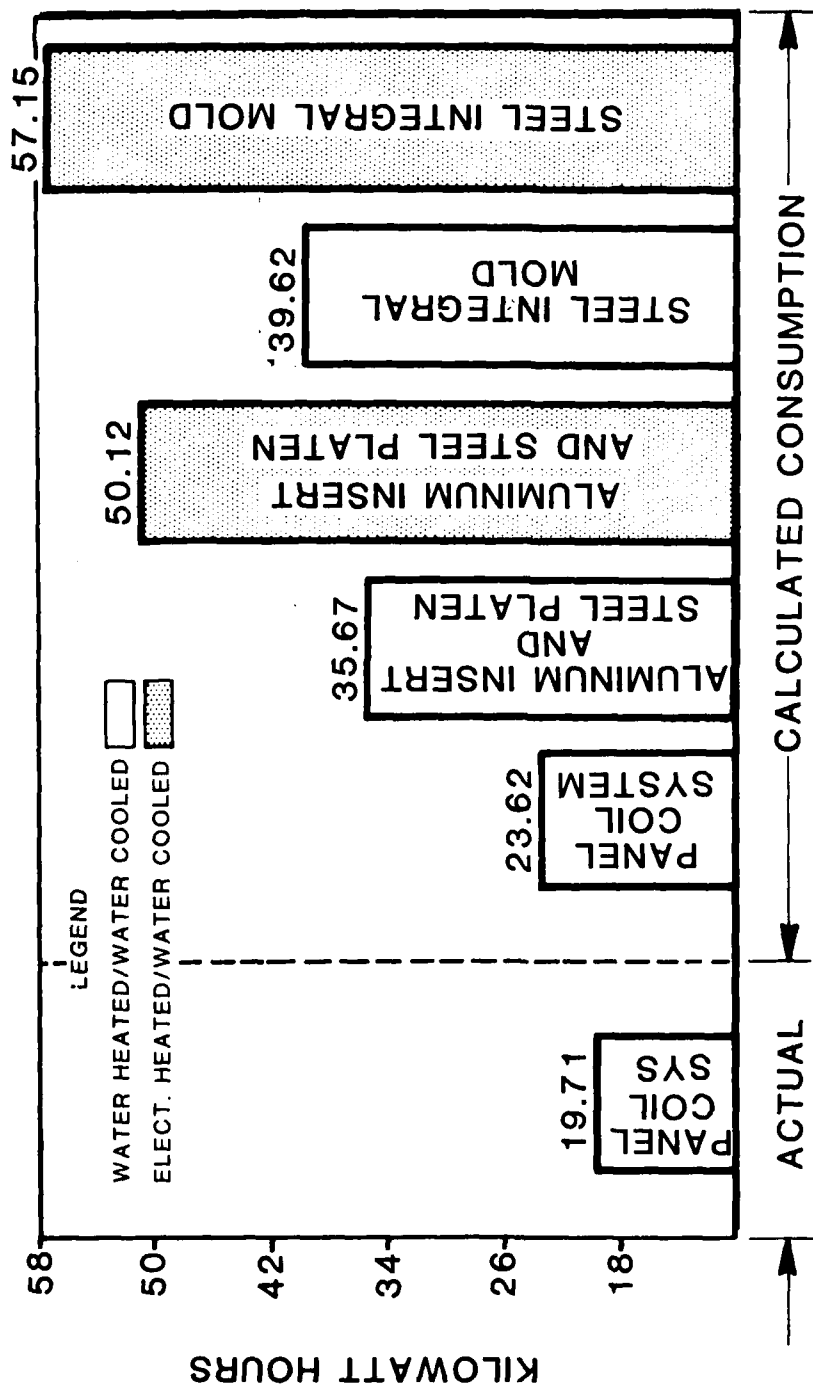 KILOWATT HOURS
58
50
42
34
26
18
LEGEND
WATER HEATED/WATER COOLED
ELECT. HEATED/WATER COOLED
19.71
PANEL
COIL
SYS
23.62
PANEL
COIL
SYSTEM
35.67
ALUMINUM INSERT
AND
STEEL PLATEN
50.12
ALUMINUM INSERT
AND STEEL PLATEN
39.62
STEEL INTEGRAL
MOLD
57.15
STEEL INTEGRAL MOLD
ACTUAL
CALCULATED CONSUMPTION